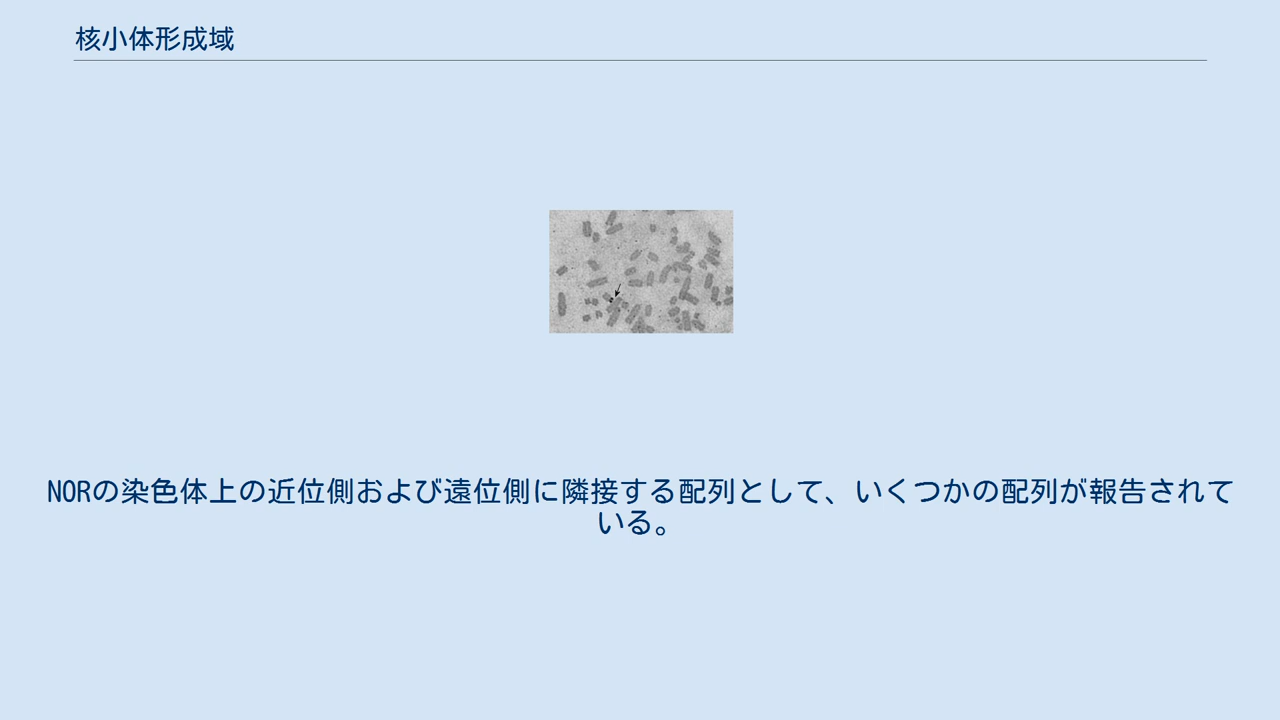 核小体形成域
NORの染色体上の近位側および遠位側に隣接する配列として、いくつかの配列が報告されて
いる。